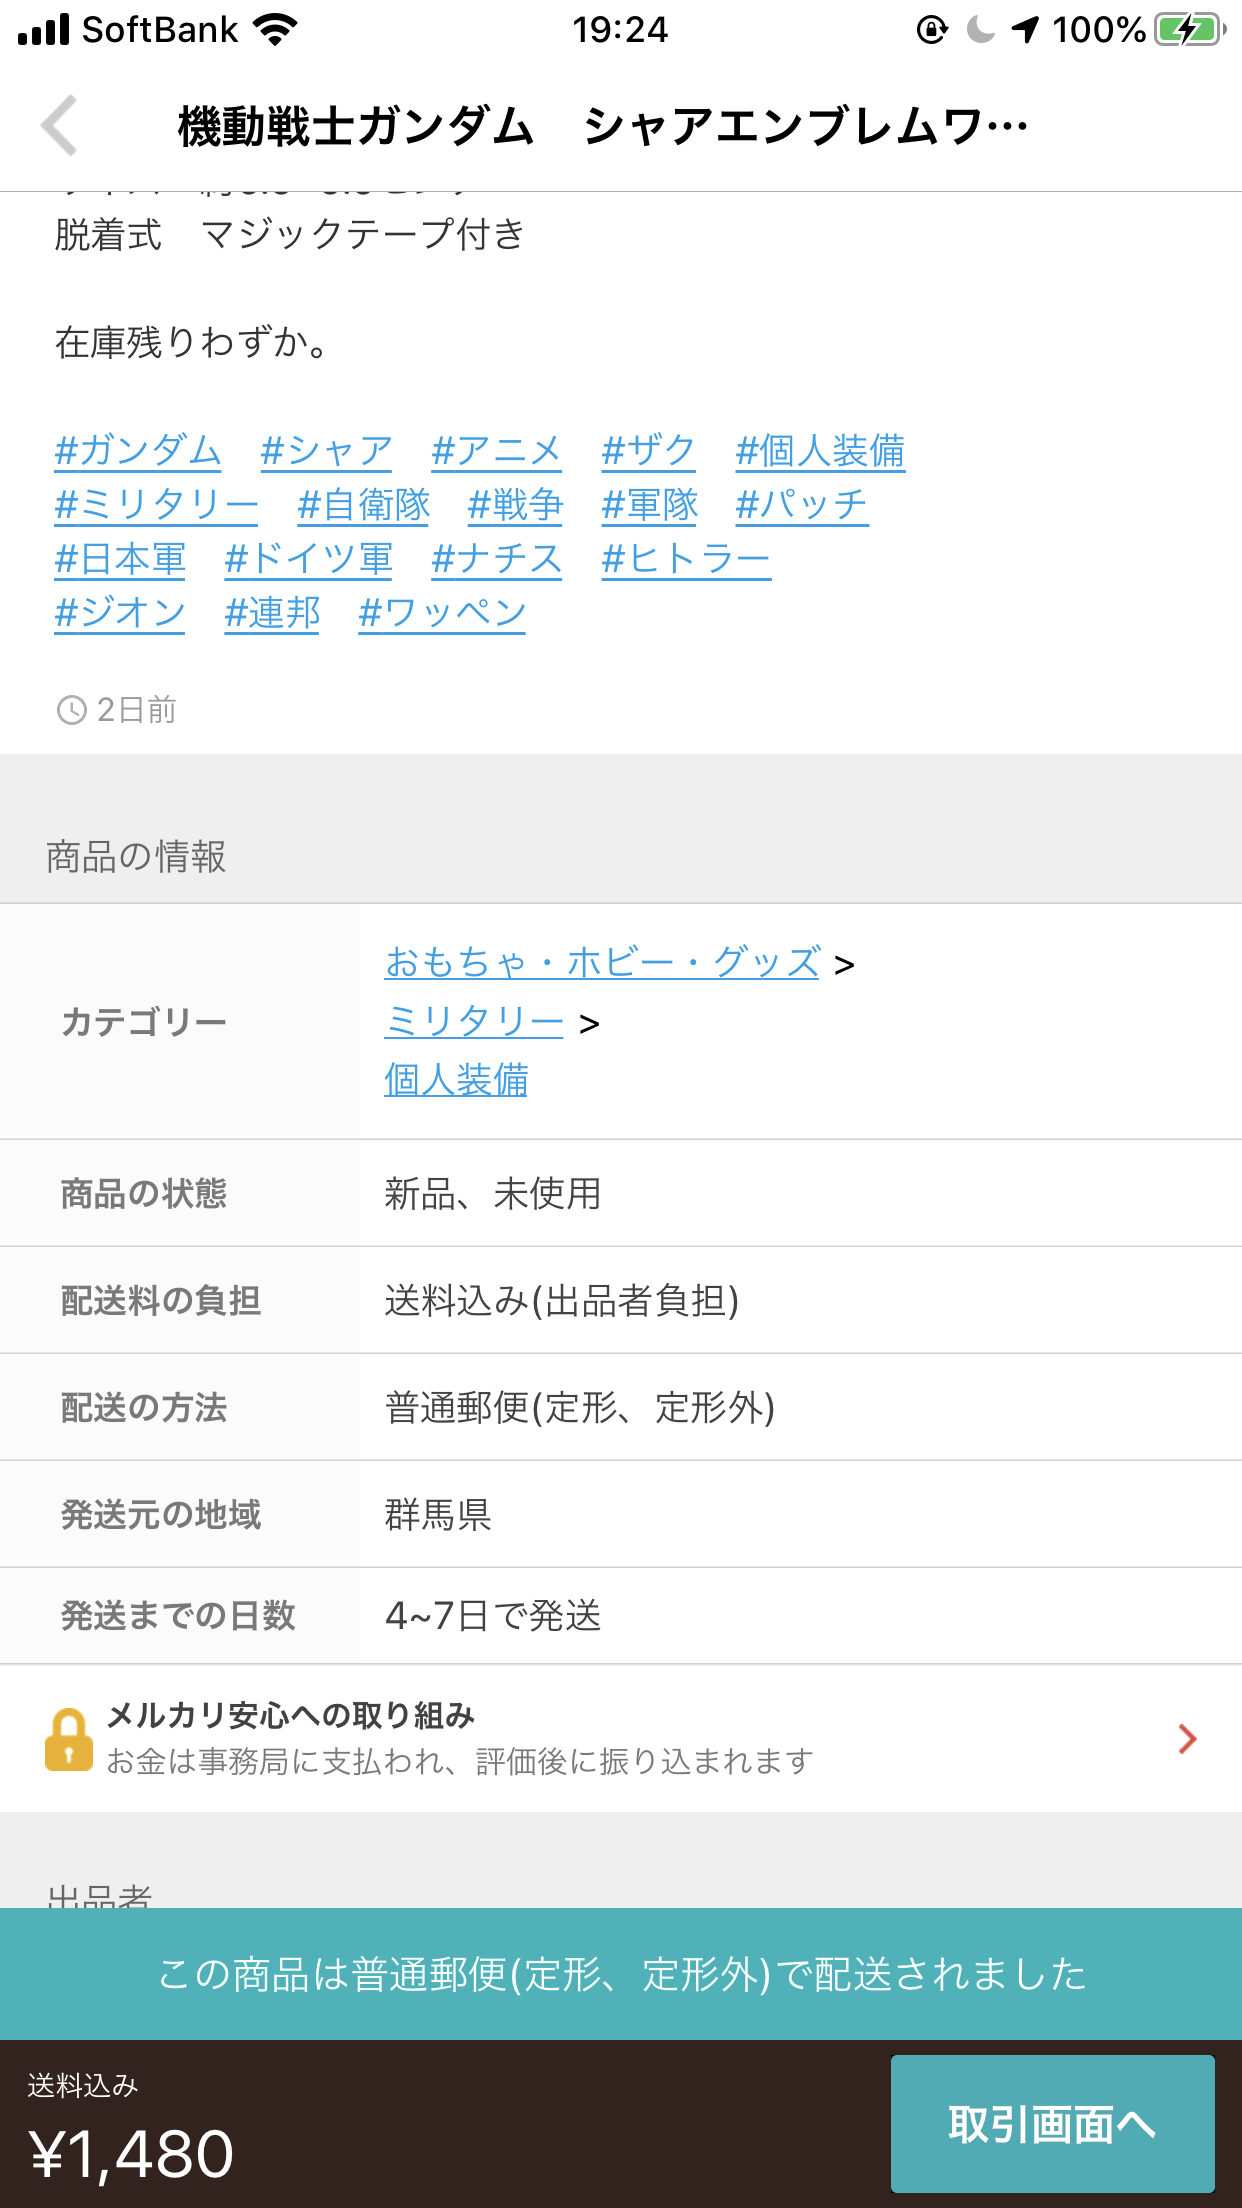 SoftBank 19:24 100%
機動戦士ガンダム　シャアエンブレムワ…
脱着式　マジックテープ付き
在庫残りわずか。
#ガンダム　#シャア　#アニメ　#ザク　#個人装備
#ミリタリー　#自衛隊　#戦争　#軍隊　#パッチ
#日本軍　#ドイツ軍　#ナチス　#ヒトラー
#ジオン　#連邦　#ワッペン
2日前
商品の情報
カテゴリー
おもちゃ・ホビー・グッズ >
ミリタリー >
個人装備
商品の状態 新品、未使用
配送料の負担 送料込み(出品者負担)
配送の方法 普通郵便(定形、定形外)
発送元の地域 群馬県
発送までの日数 4~7日で発送
メルカリ安心への取り組み
お金は事務局に支払われ、評価後に振り込まれます
出品者
この商品は普通郵便(定形、定形外)で配送されました
送料込み
¥1,480
取引画面へ